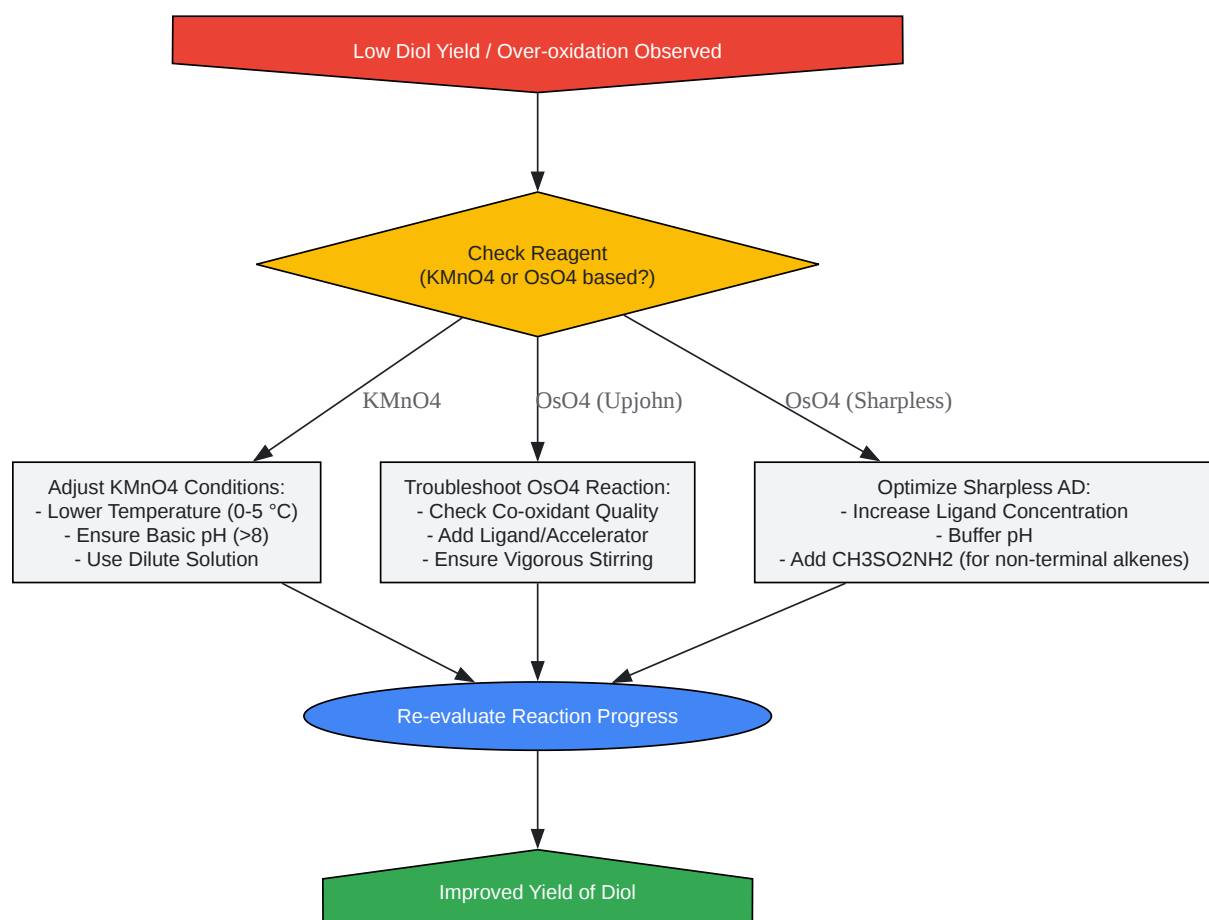 Low Diol Yield / Over-oxidation Observed
Check Reagent
(KMnO4 or OsO4 based?)
KMnO4
OsO4 (Upjohn)
OsO4 (Sharpless)
Adjust KMnO4 Conditions:
- Lower Temperature (0-5 °C)
- Ensure Basic pH (>8)
- Use Dilute Solution
Troubleshoot OsO4 Reaction:
- Check Co-oxidant Quality
- Add Ligand/Accelerator
- Ensure Vigorous Stirring
Optimize Sharpless AD:
- Increase Ligand Concentration
- Buffer pH
- Add CH3SO2NH2 (for non-terminal alkenes)
Re-evaluate Reaction Progress
Improved Yield of Diol